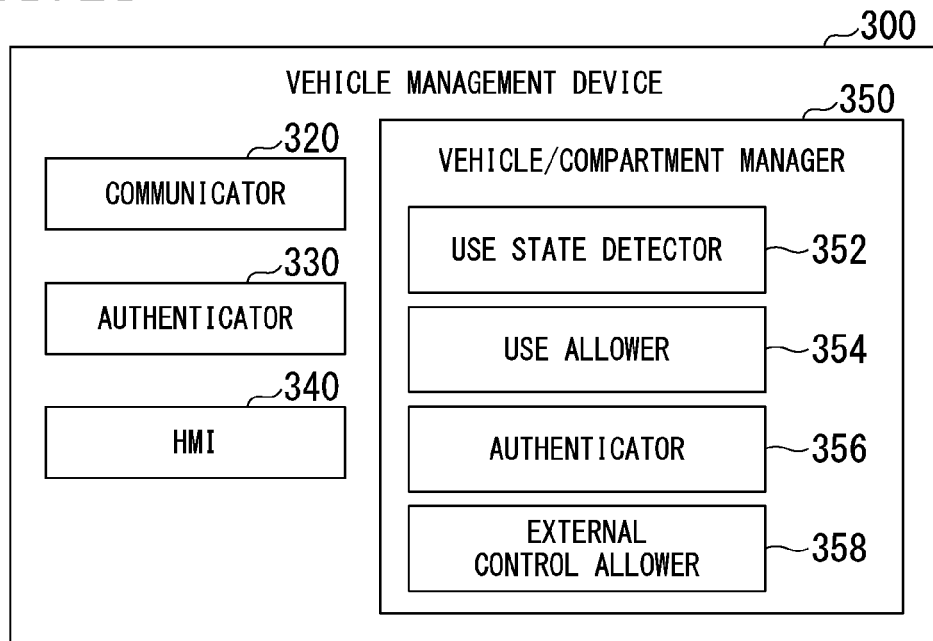 300
VEHICLE MANAGEMENT DEVICE
350
320
COMMUNICATOR
330
AUTHENTICATOR
340
HMI
VEHICLE/COMPARTMENT MANAGER
USE STATE DETECTOR
352
USE ALLOWER
354
AUTHENTICATOR
356
EXTERNAL
CONTROL ALLOWER
358